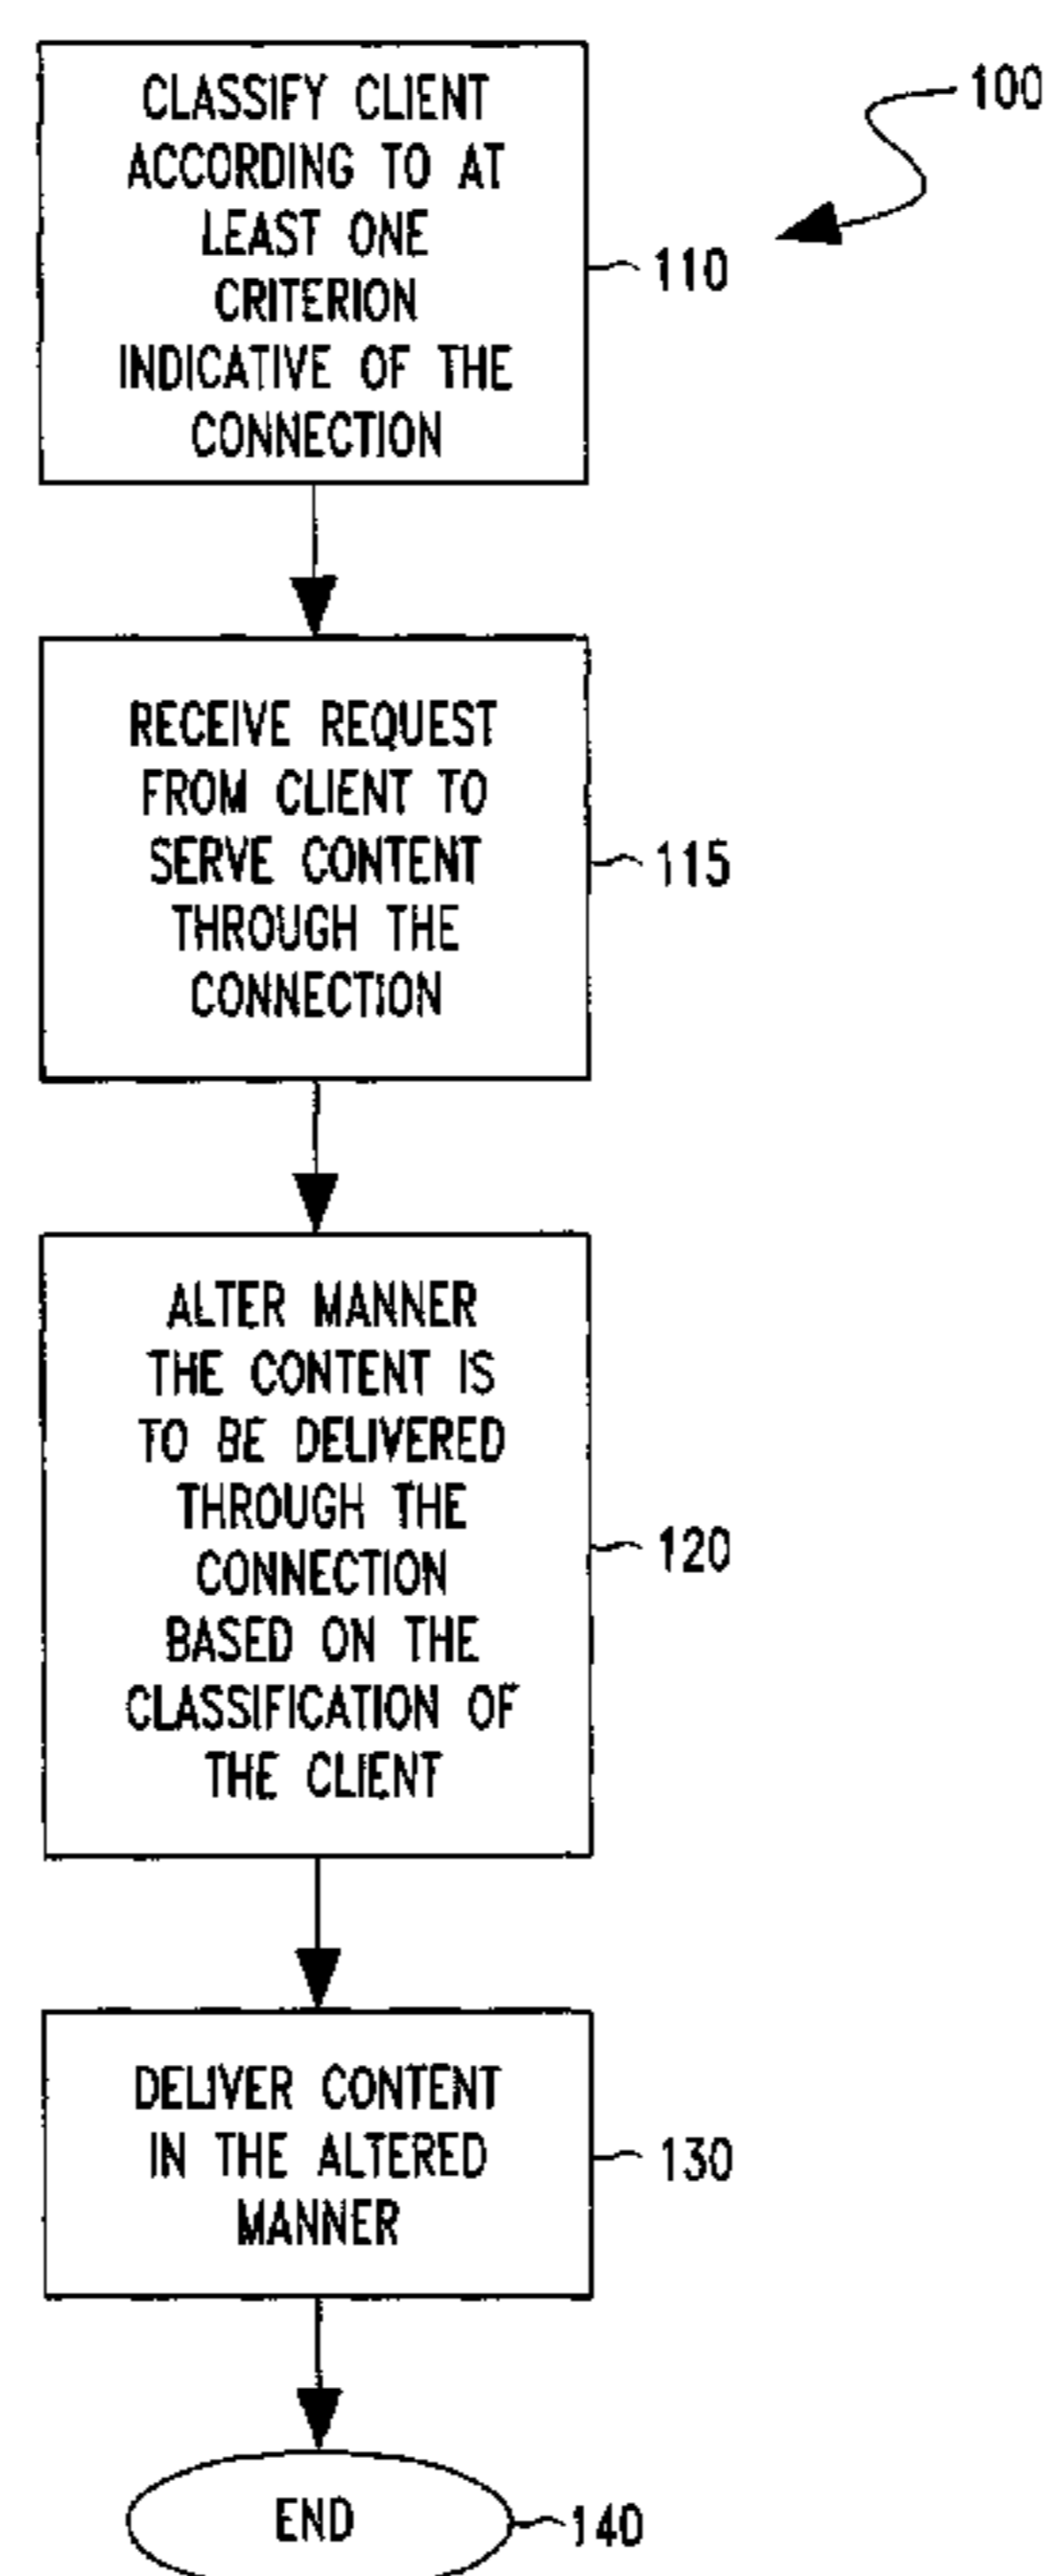 100
CLASSIFY CLIENT
ACCORDING TO AT
LEAST ONE
CRITERION
INDICATIVE OF THE
CONNECTION
110
RECEIVE REQUEST
FROM CLIENT TO
SERVE CONTENT
THROUGH THE
CONNECTION
115
ALTER MANNER
THE CONTENT IS
TO BE DELIVERED
THROUGH THE
CONNECTION
BASED ON THE
CLASSIFICATION OF
THE CLIENT
120
DELIVER CONTENT
IN THE ALTERED
MANNER
130
END
140